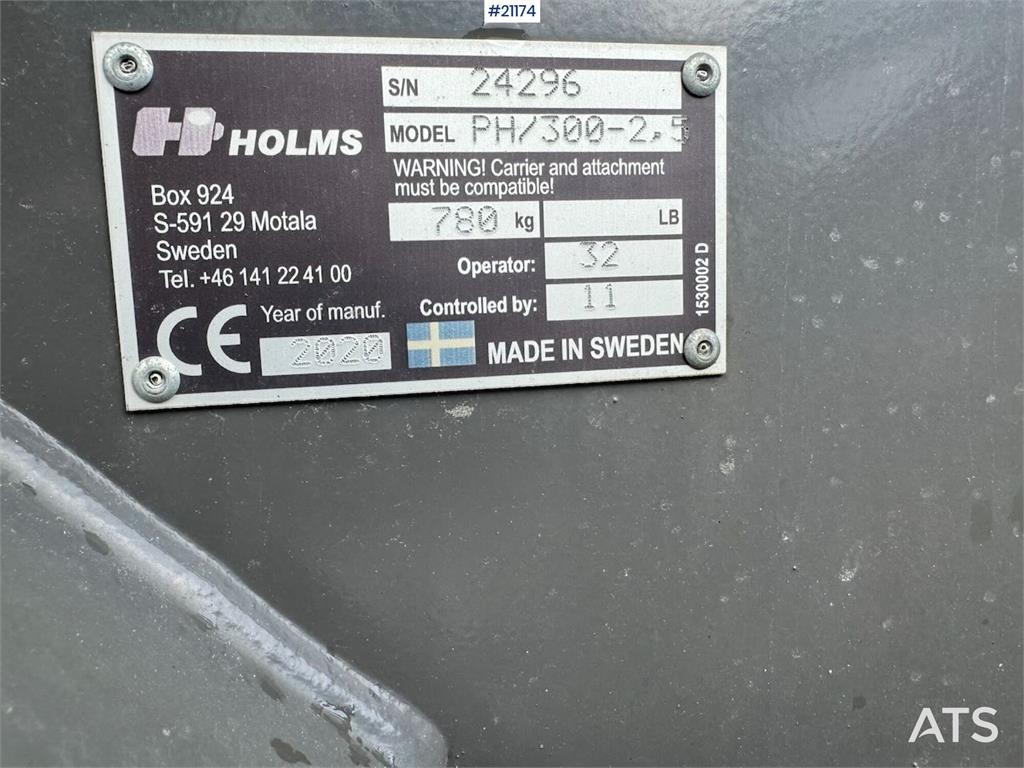 #21174
S/N 24296
HOLMS
MODEL PH/300-2,5
WARNING! Carrier and attachment
must be compatible!
Box 924
S-591 29 Motala
Sweden
Tel. +46 141 22 41 00
780 kg LB
Operator: 32
Controlled by: 11
1530002 D
CE
Year of manuf.
2020
MADE IN SWEDEN
ATS